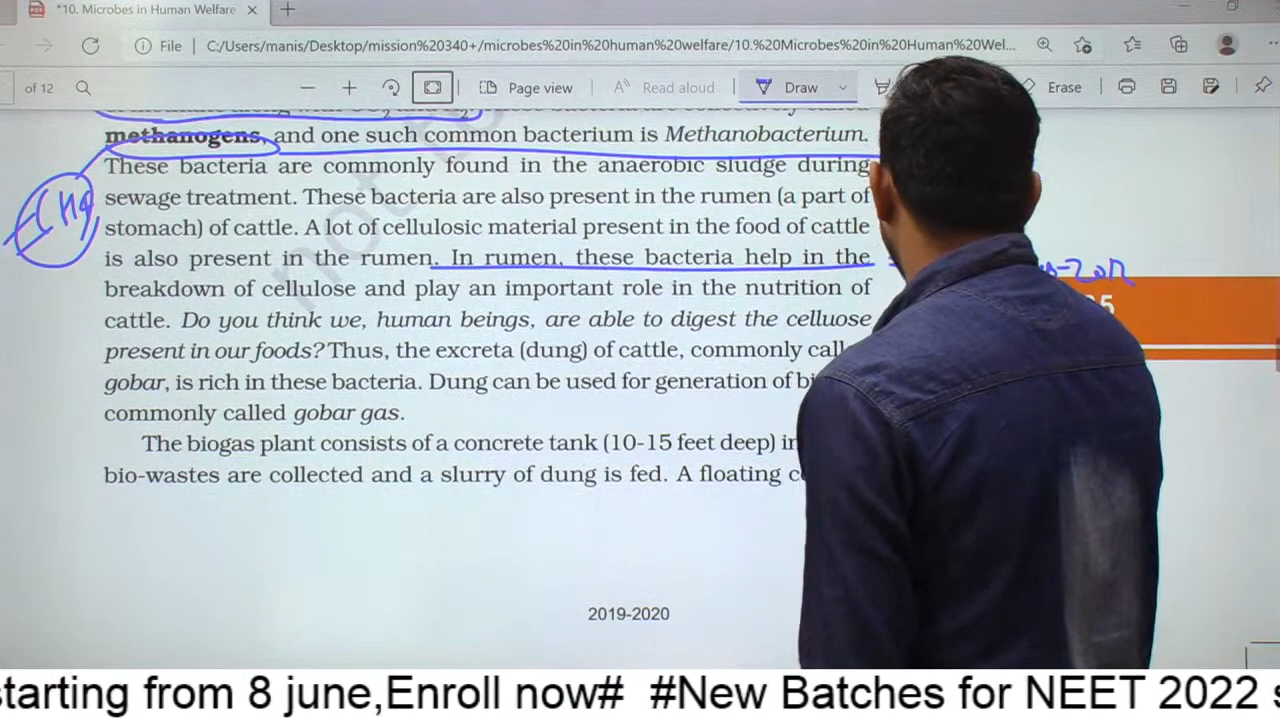 *10. Microbes in Human Welfare
File C:/Users/manis/Desktop/mission%20340+/microbes%20in%20human%20welfare/10.%20Microbes%20in%20Human%20Wel...
of 12 Page view Read aloud Draw Erase
methanogens, and one such common bacterium is Methanobacterium.
These bacteria are commonly found in the anaerobic sludge during
sewage treatment. These bacteria are also present in the rumen (a part of
CH4
stomach) of cattle. A lot of cellulosic material present in the food of cattle
is also present in the rumen. In rumen, these bacteria help in the
breakdown of cellulose and play an important role in the nutrition of
cattle. Do you think we, human beings, are able to digest the celluose
present in our foods? Thus, the excreta (dung) of cattle, commonly call
gobar, is rich in these bacteria. Dung can be used for generation of bi
commonly called gobar gas.
The biogas plant consists of a concrete tank (10-15 feet deep) in
bio-wastes are collected and a slurry of dung is fed. A floating c
not
5
2019-2020
starting from 8 june,Enroll now# #New Batches for NEET 2022 s